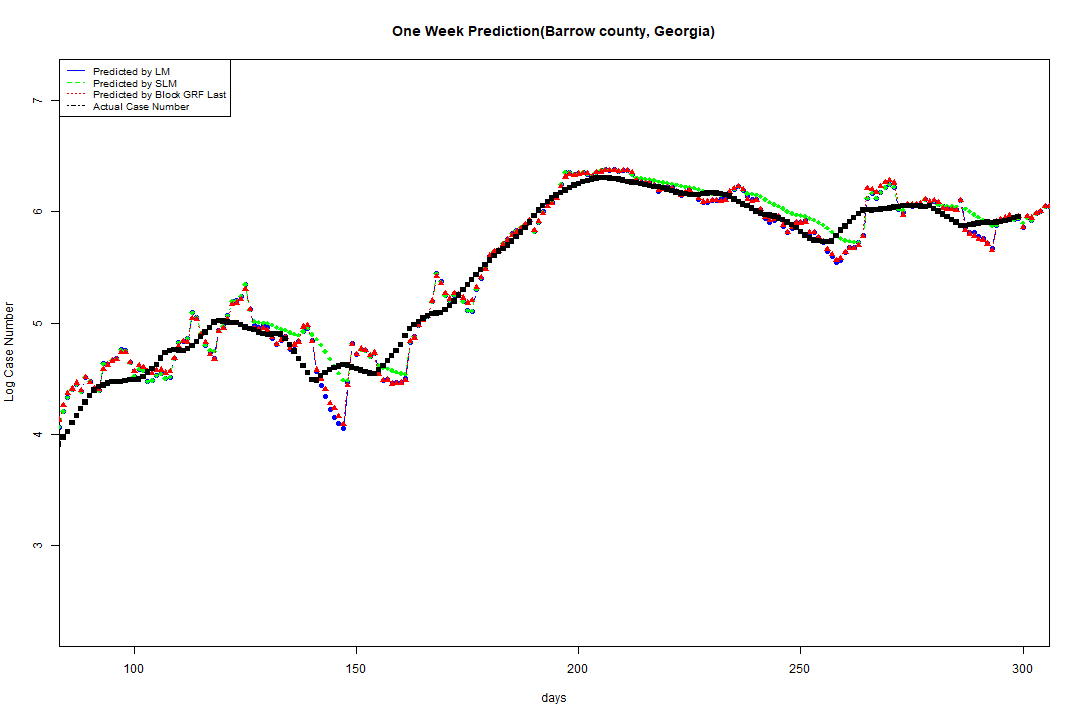 One Week Prediction(Barrow county, Georgia)
Predicted by LM
Predicted by SLM
Predicted by Block GRF Last
Actual Case Number
7
6
5
4
3
Log Case Number
100 150 200 250 300
days